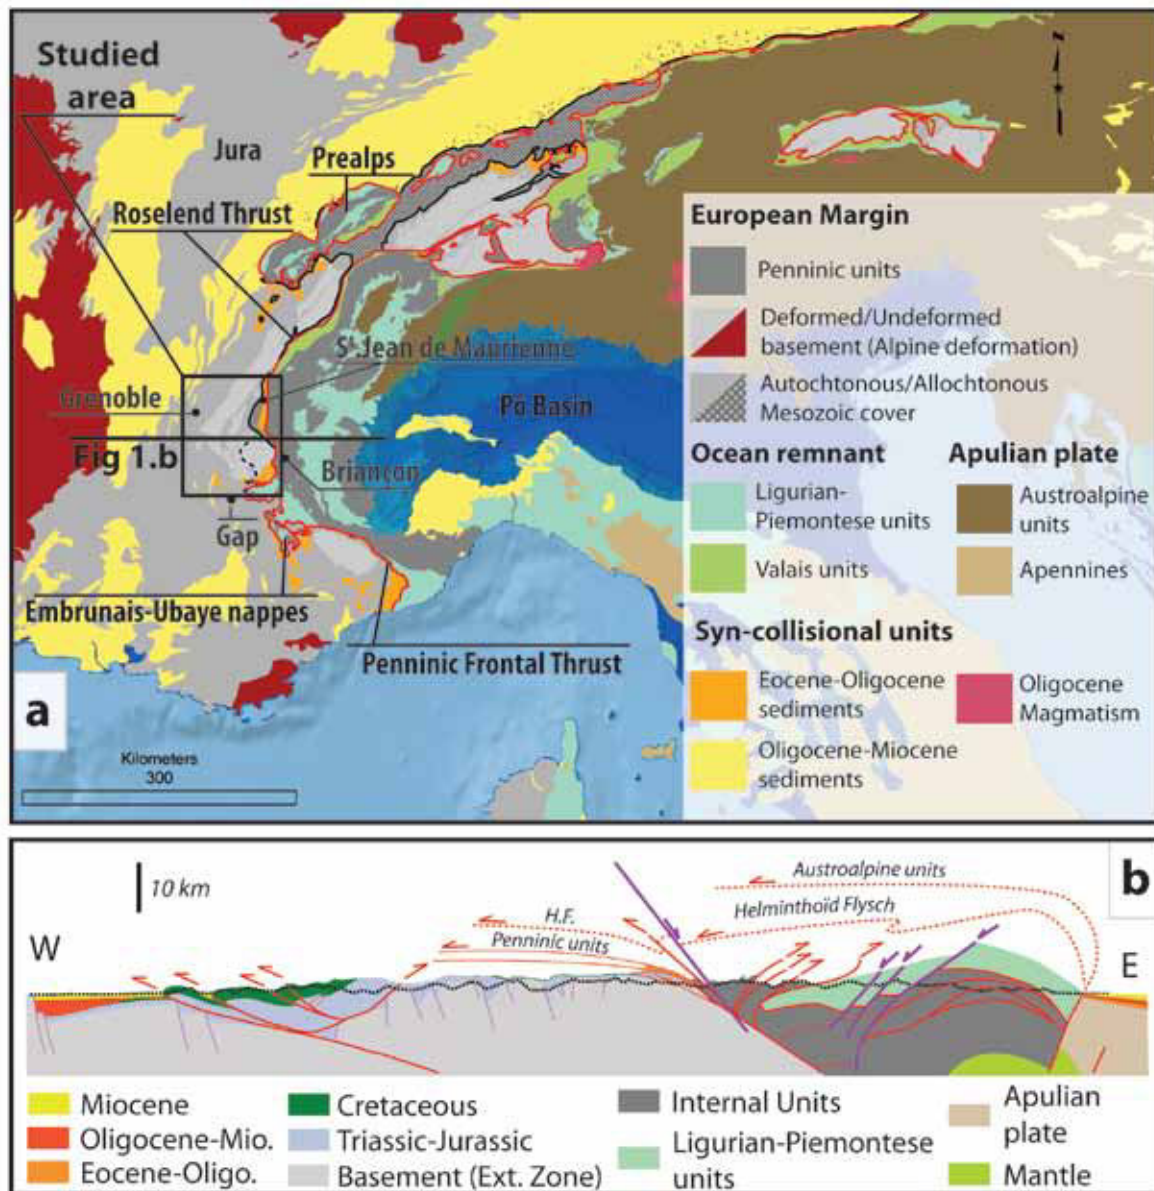 Studied
area
Jura
Prealps
Roselend Thrust
St.Jean de Maurienne
Grenoble
Po Basin
Fig 1.b
Briançon
Gap
Embrunais-Ubaye nappes
Penninic Frontal Thrust
a
Kilometers
300
N
European Margin
Penninic units
Deformed/Undeformed
basement (Alpine deformation)
Autochtonous/Allochtonous
Mesozoic cover
Ocean remnant
Apulian plate
Ligurian-
Piemontese units
Austroalpine
units
Valais units
Apennines
Syn-collisional units
Eocene-Oligocene
sediments
Oligocene
Magmatism
Oligocene-Miocene
sediments
b
10 km
Austroalpine units
H.F.
Helminthoïd Flysch
Penninic units
W
E
Miocene
Oligocene-Mio.
Eocene-Oligo.
Cretaceous
Triassic-Jurassic
Basement (Ext. Zone)
Internal Units
Ligurian-Piemontese
units
Apulian
plate
Mantle